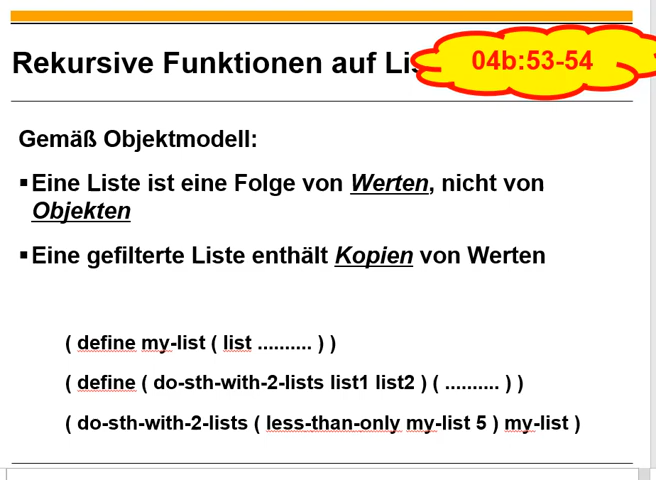 Rekursive Funktionen auf Lis
04b:53-54
Gemäß Objektmodell:
▪Eine Liste ist eine Folge von Werten, nicht von
Objekten
▪Eine gefilterte Liste enthält Kopien von Werten
( define my-list ( list .......... ) )
( define ( do-sth-with-2-lists list1 list2 ) ( .......... ) )
( do-sth-with-2-lists ( less-than-only my-list 5 ) my-list )